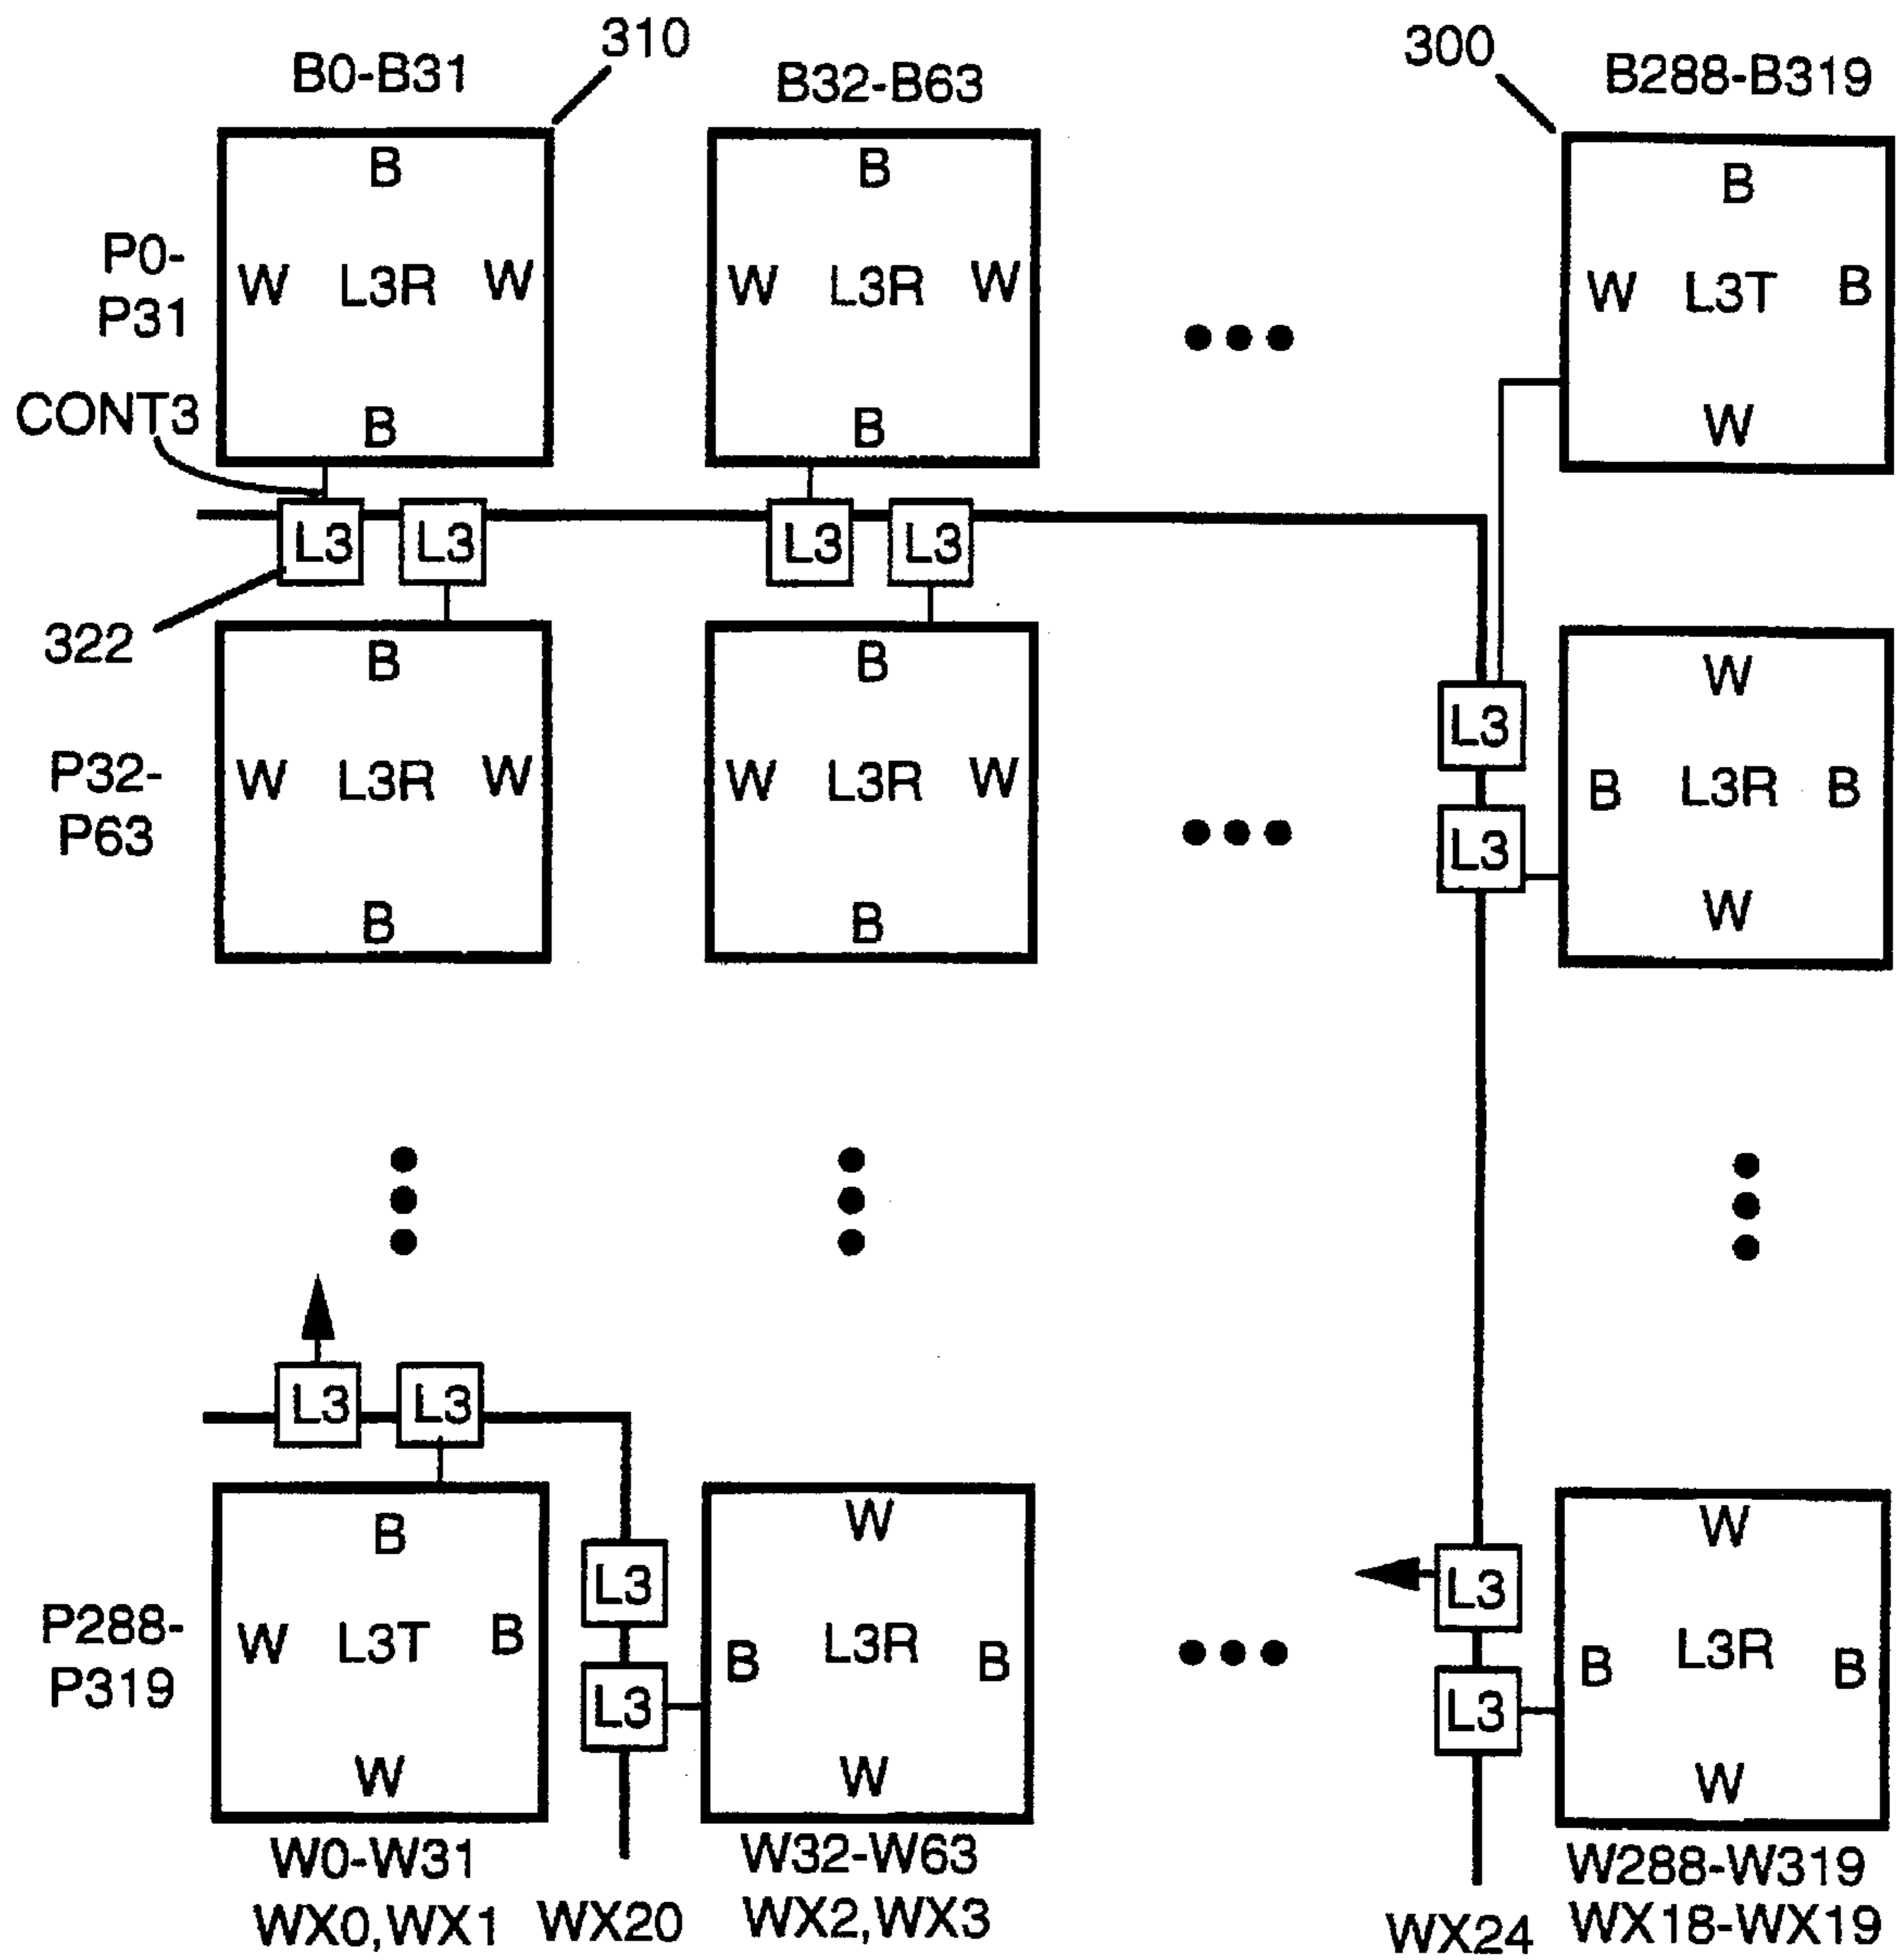 310
300
B0-B31
B32-B63
B288-B319
B
B
B
P0-
P31
W L3R W
W L3R W
W L3T B
CONT3
B
B
W
L3
L3
L3
L3
322
B
B
W
L3
P32-
P63
W L3R W
W L3R W
B L3R B
L3
B
B
W
L3
L3
B
W
W
L3
L3
P288-
P319
W L3T B
B L3R B
B L3R B
L3
L3
W
W
W
W0-W31
WX0,WX1
WX20
W32-W63
WX2,WX3
WX24
W288-W319
WX18-WX19